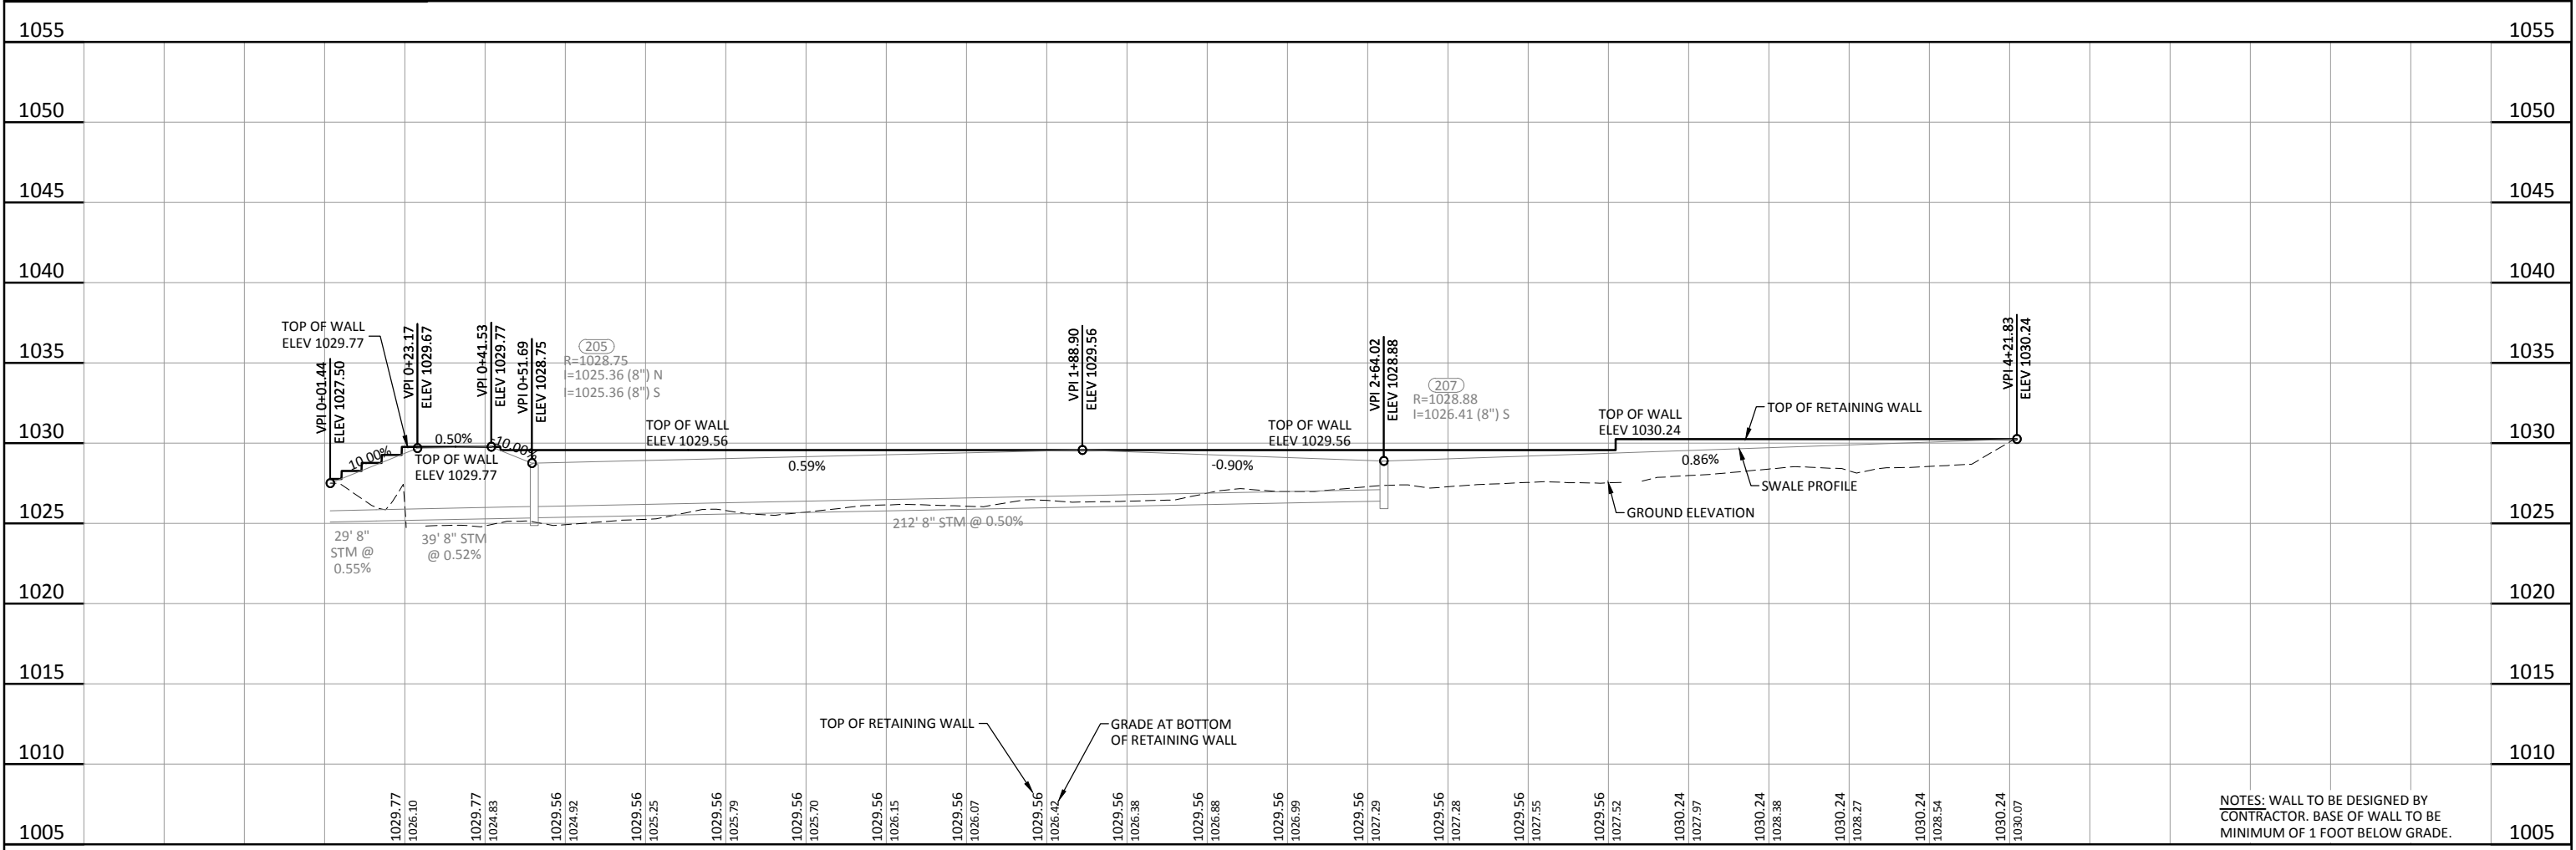 1055
1055
1050
1050
1045
1045
1040
1040
1035
1035
1030
1030
1025
1025
1020
1020
1015
1015
1010
1010
1005
1005
TOP OF WALL
ELEV 1029.77
VPI 0+01.44
ELEV 1027.50
VPI 0+23.17
ELEV 1029.67
VPI 0+41.53
ELEV 1029.77
VPI 0+51.69
ELEV 1028.75
205
R=1028.75
I=1025.36 (8") N
I=1025.36 (8") S
VPI 1+88.90
ELEV 1029.56
VPI 2+64.02
ELEV 1028.88
207
R=1028.88
I=1026.41 (8") S
VPI 4+21.83
ELEV 1030.24
10.00%
0.50%
-10.00%
TOP OF WALL
ELEV 1029.77
TOP OF WALL
ELEV 1029.56
0.59%
TOP OF WALL
ELEV 1029.56
-0.90%
TOP OF WALL
ELEV 1030.24
TOP OF RETAINING WALL
0.86%
SWALE PROFILE
GROUND ELEVATION
29' 8"
STM @
0.55%
39' 8" STM
@ 0.52%
212' 8" STM @ 0.50%
TOP OF RETAINING WALL
GRADE AT BOTTOM
OF RETAINING WALL
1029.77
1026.10
1029.77
1024.83
1029.56
1024.92
1029.56
1025.25
1029.56
1025.79
1029.56
1025.70
1029.56
1026.15
1029.56
1026.07
1029.56
1026.42
1029.56
1026.38
1029.56
1026.88
1029.56
1026.99
1029.56
1027.29
1029.56
1027.28
1029.56
1027.55
1029.56
1027.52
1030.24
1027.97
1030.24
1028.38
1030.24
1028.27
1030.24
1028.54
1030.24
1030.07
NOTES: WALL TO BE DESIGNED BY
CONTRACTOR. BASE OF WALL TO BE
MINIMUM OF 1 FOOT BELOW GRADE.